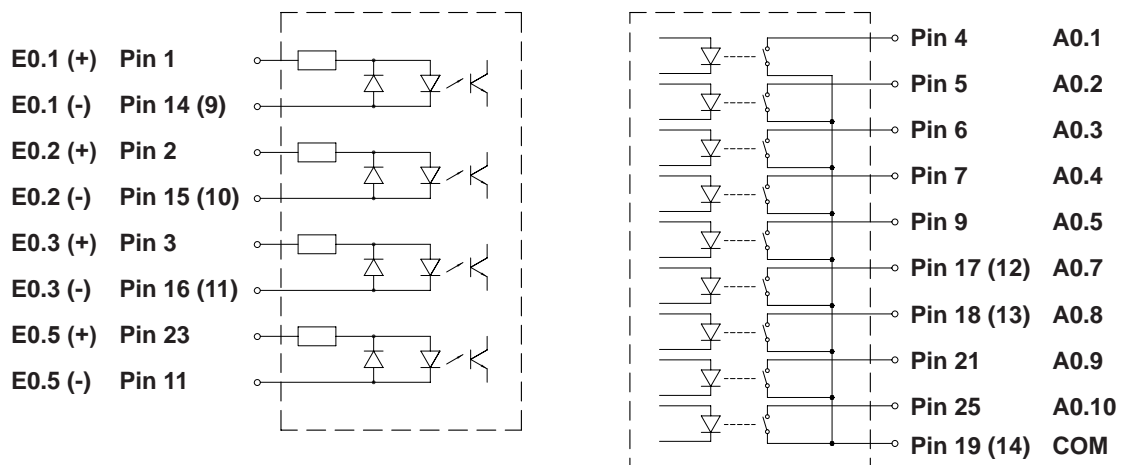 E0.1 (+) Pin 1
E0.1 (-) Pin 14 (9)
E0.2 (+) Pin 2
E0.2 (-) Pin 15 (10)
E0.3 (+) Pin 3
E0.3 (-) Pin 16 (11)
E0.5 (+) Pin 23
E0.5 (-) Pin 11
Pin 4 A0.1
Pin 5 A0.2
Pin 6 A0.3
Pin 7 A0.4
Pin 9 A0.5
Pin 17 (12) A0.7
Pin 18 (13) A0.8
Pin 21 A0.9
Pin 25 A0.10
Pin 19 (14) COM